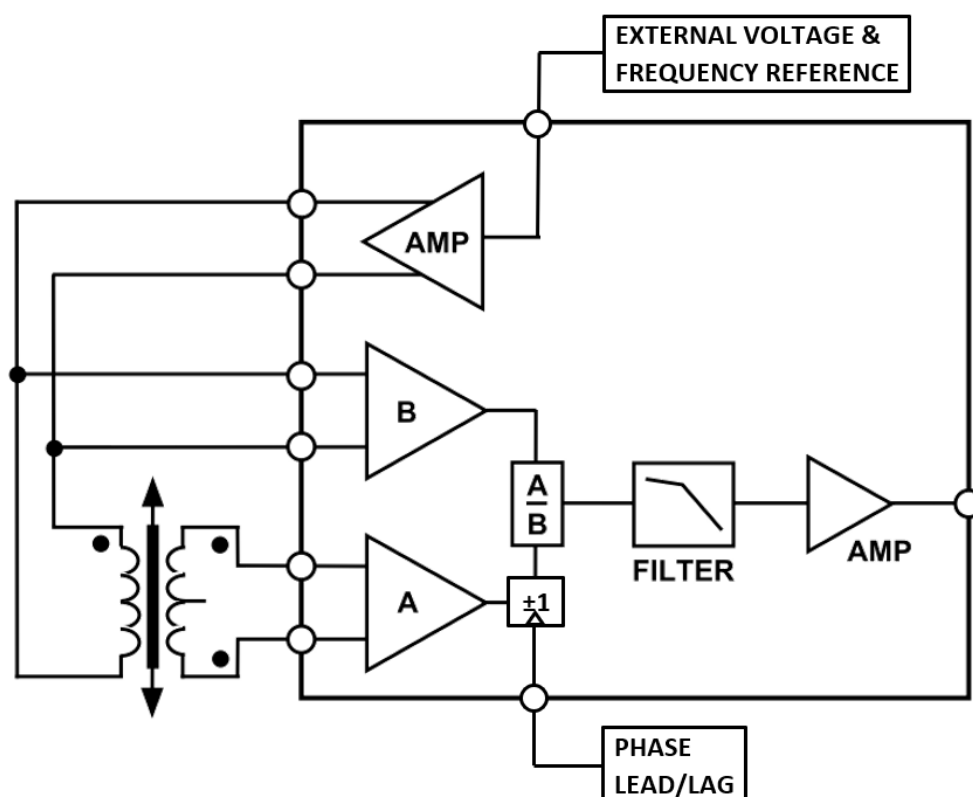 EXTERNAL VOLTAGE &
FREQUENCY REFERENCE
AMP
B
A
B
FILTER
AMP
A
±1
PHASE
LEAD/LAG